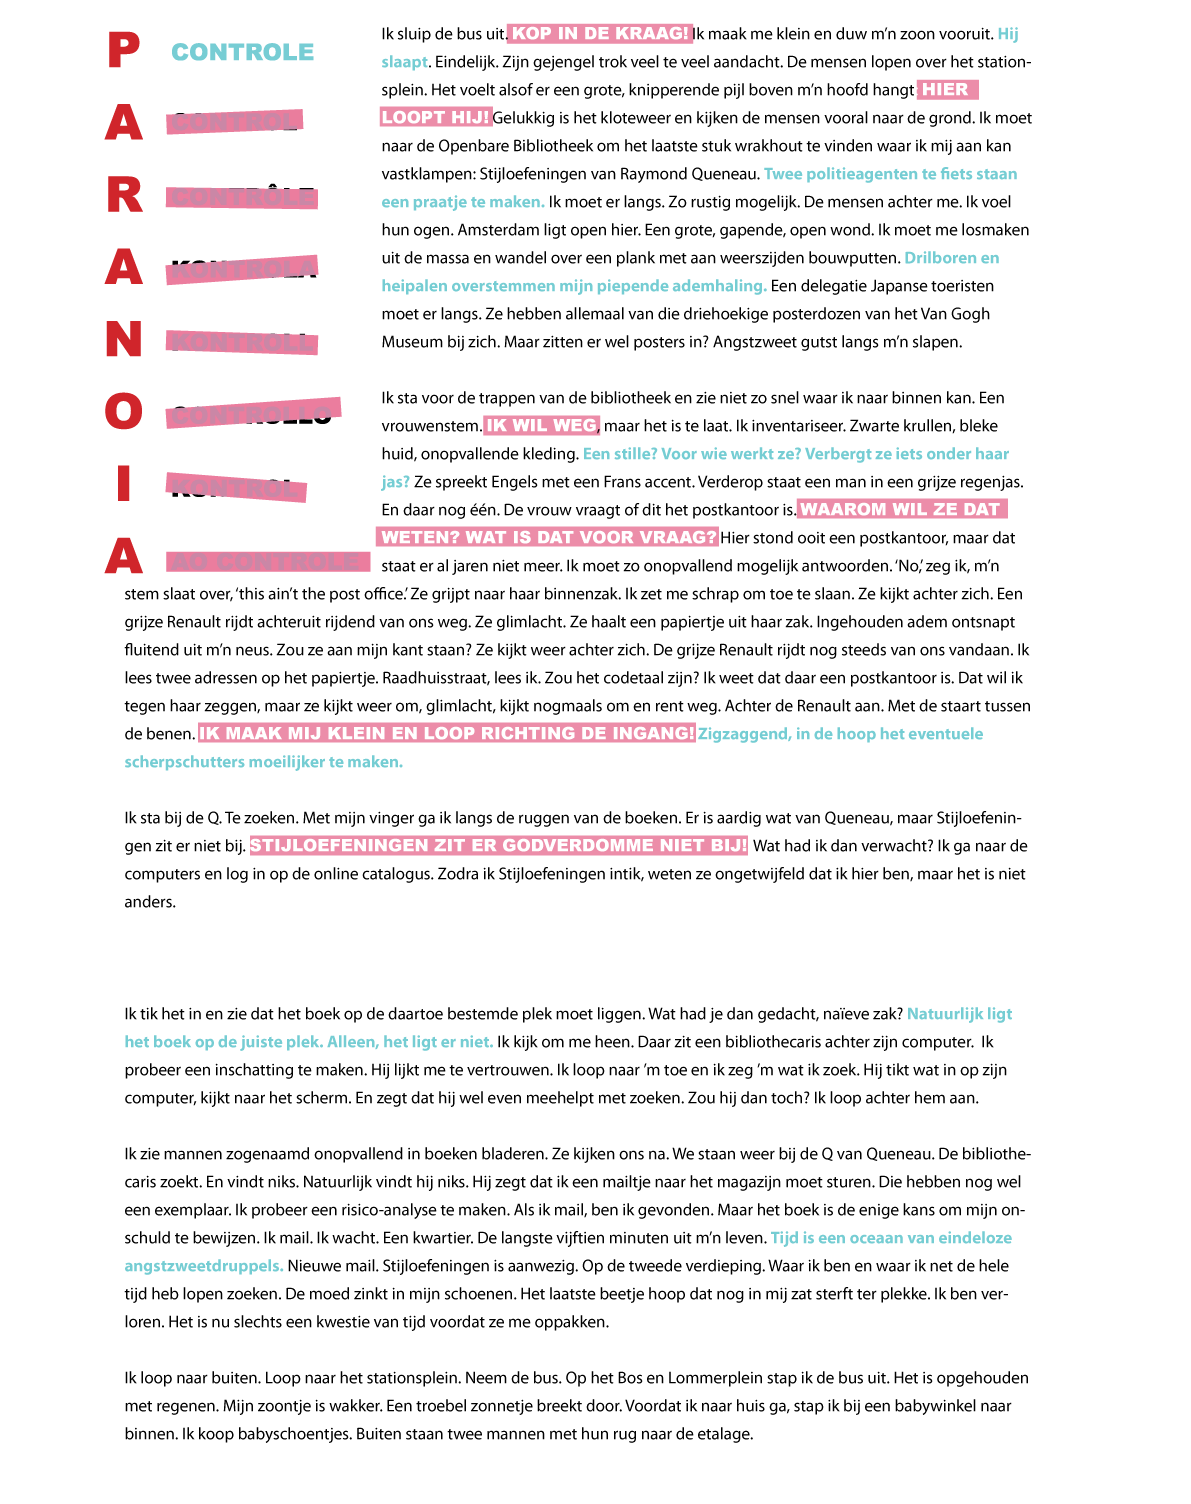 P
A
R
A
N
O
I
A
CONTROLE
CONTROL
CONTRÔLE
KONTROLA
KONTROLL
CONTROLLO
KONTROL
AO CONTROLE
Ik sluip de bus uit. KOP IN DE KRAAG! Ik maak me klein en duw m’n zoon vooruit. Hij
slaapt. Eindelijk. Zijn gejengel trok veel te veel aandacht. De mensen lopen over het station-
splein. Het voelt alsof er een grote, knipperende pijl boven m’n hoofd hangt: HIER
LOOPT HIJ! Gelukkig is het kloteweer en kijken de mensen vooral naar de grond. Ik moet
naar de Openbare Bibliotheek om het laatste stuk wrakhout te vinden waar ik mij aan kan
vastklampen: Stijloefeningen van Raymond Queneau. Twee politieagenten te fiets staan
een praatje te maken. Ik moet er langs. Zo rustig mogelijk. De mensen achter me. Ik voel
hun ogen. Amsterdam ligt open hier. Een grote, gapende, open wond. Ik moet me losmaken
uit de massa en wandel over een plank met aan weerszijden bouwputten. Drilboren en
heipalen overstemmen mijn piepende ademhaling. Een delegatie Japanse toeristen
moet er langs. Ze hebben allemaal van die driehoekige posterdozen van het Van Gogh
Museum bij zich. Maar zitten er wel posters in? Angstzweet gutst langs m’n slapen.
Ik sta voor de trappen van de bibliotheek en zie niet zo snel waar ik naar binnen kan. Een
vrouwenstem. IK WIL WEG, maar het is te laat. Ik inventariseer. Zwarte krullen, bleke
huid, onopvallende kleding. Een stille? Voor wie werkt ze? Verbergt ze iets onder haar
jas? Ze spreekt Engels met een Frans accent. Verderop staat een man in een grijze regenjas.
En daar nog één. De vrouw vraagt of dit het postkantoor is. WAAROM WIL ZE DAT
WETEN? WAT IS DAT VOOR VRAAG? Hier stond ooit een postkantoor, maar dat
staat er al jaren niet meer. Ik moet zo onopvallend mogelijk antwoorden. ‘No,’ zeg ik, m’n
stem slaat over, ‘this ain’t the post office.’ Ze grijpt naar haar binnenzak. Ik zet me schrap om toe te slaan. Ze kijkt achter zich. Een
grijze Renault rijdt achteruit rijdend van ons weg. Ze glimlacht. Ze haalt een papiertje uit haar zak. Ingehouden adem ontsnapt
fluitend uit m’n neus. Zou ze aan mijn kant staan? Ze kijkt weer achter zich. De grijze Renault rijdt nog steeds van ons vandaan. Ik
lees twee adressen op het papiertje. Raadhuisstraat, lees ik. Zou het codetaal zijn? Ik weet dat daar een postkantoor is. Dat wil ik
tegen haar zeggen, maar ze kijkt weer om, glimlacht, kijkt nogmaals om en rent weg. Achter de Renault aan. Met de staart tussen
de benen. IK MAAK MIJ KLEIN EN LOOP RICHTING DE INGANG! Zigzaggend, in de hoop het eventuele
scherpschutters moeilijker te maken.
Ik sta bij de Q. Te zoeken. Met mijn vinger ga ik langs de ruggen van de boeken. Er is aardig wat van Queneau, maar Stijloefenin-
gen zit er niet bij. STIJLOEFENINGEN ZIT ER GODVERDOMME NIET BIJ! Wat had ik dan verwacht? Ik ga naar de
computers en log in op de online catalogus. Zodra ik Stijloefeningen intik, weten ze ongetwijfeld dat ik hier ben, maar het is niet
anders.
Ik tik het in en zie dat het boek op de daartoe bestemde plek moet liggen. Wat had je dan gedacht, naïeve zak? Natuurlijk ligt
het boek op de juiste plek. Alleen, het ligt er niet. Ik kijk om me heen. Daar zit een bibliothecaris achter zijn computer. Ik
probeer een inschatting te maken. Hij lijkt me te vertrouwen. Ik loop naar ’m toe en ik zeg ’m wat ik zoek. Hij tikt wat in op zijn
computer, kijkt naar het scherm. En zegt dat hij wel even meehelpt met zoeken. Zou hij dan toch? Ik loop achter hem aan.
Ik zie mannen zogenaamd onopvallend in boeken bladeren. Ze kijken ons na. We staan weer bij de Q van Queneau. De bibliothe-
caris zoekt. En vindt niks. Natuurlijk vindt hij niks. Hij zegt dat ik een mailtje naar het magazijn moet sturen. Die hebben nog wel
een exemplaar. Ik probeer een risico-analyse te maken. Als ik mail, ben ik gevonden. Maar het boek is de enige kans om mijn on-
schuld te bewijzen. Ik mail. Ik wacht. Een kwartier. De langste vijftien minuten uit m’n leven. Tijd is een oceaan van eindeloze
angstzweetdruppels. Nieuwe mail. Stijloefeningen is aanwezig. Op de tweede verdieping. Waar ik ben en waar ik net de hele
tijd heb lopen zoeken. De moed zinkt in mijn schoenen. Het laatste beetje hoop dat nog in mij zat sterft ter plekke. Ik ben ver-
loren. Het is nu slechts een kwestie van tijd voordat ze me oppakken.
Ik loop naar buiten. Loop naar het stationsplein. Neem de bus. Op het Bos en Lommerplein stap ik de bus uit. Het is opgehouden
met regenen. Mijn zoontje is wakker. Een troebel zonnetje breekt door. Voordat ik naar huis ga, stap ik bij een babywinkel naar
binnen. Ik koop babyschoentjes. Buiten staan twee mannen met hun rug naar de etalage.